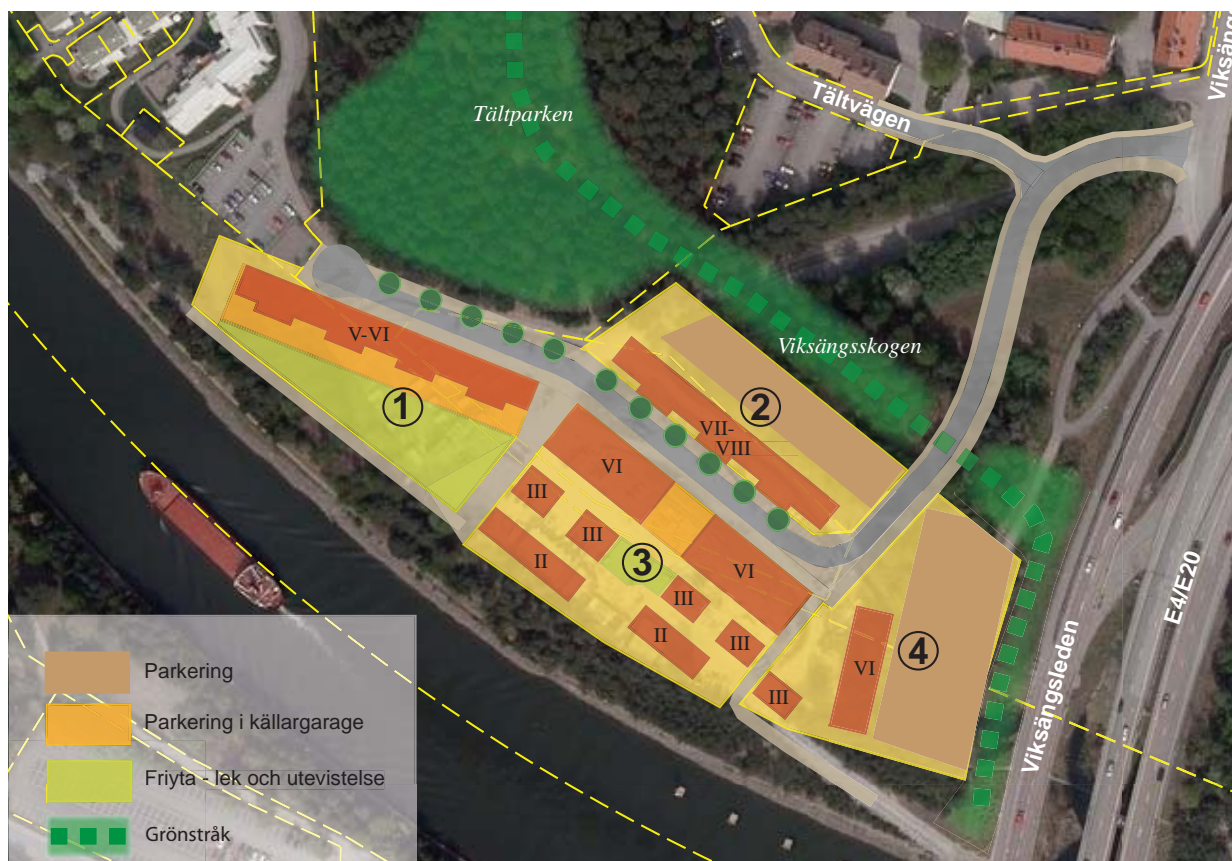 Viksäng
Tältvägen
Tältparken
Viksängsskogen
V-VI
1
2
VII-
VIII
VI
III
III
3
II
VI
III
E4/E20
II
III
4
VI
III
Viksängsleden
Parkering
Parkering i källargarage
Friyta - lek och utevistelse
Grönstråk